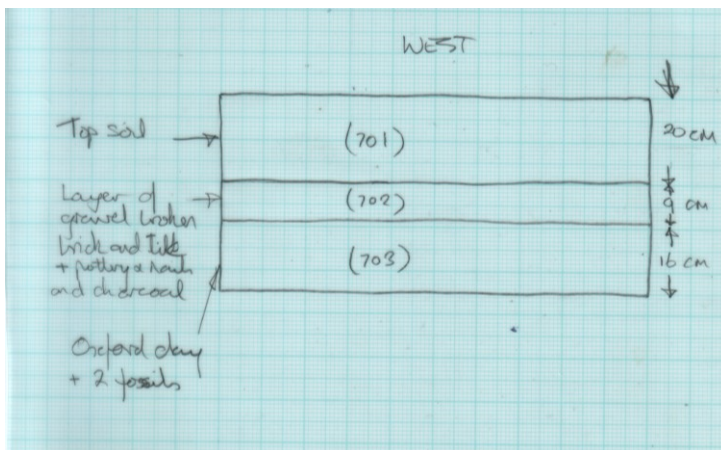 WEST
Top soil
(701)
20 CM
Layer of
gravel broken
brick and tile
+ pottery
and charcoal
(702)
9 CM
(703)
16 CM
Oxford clay
+ 2 fossils